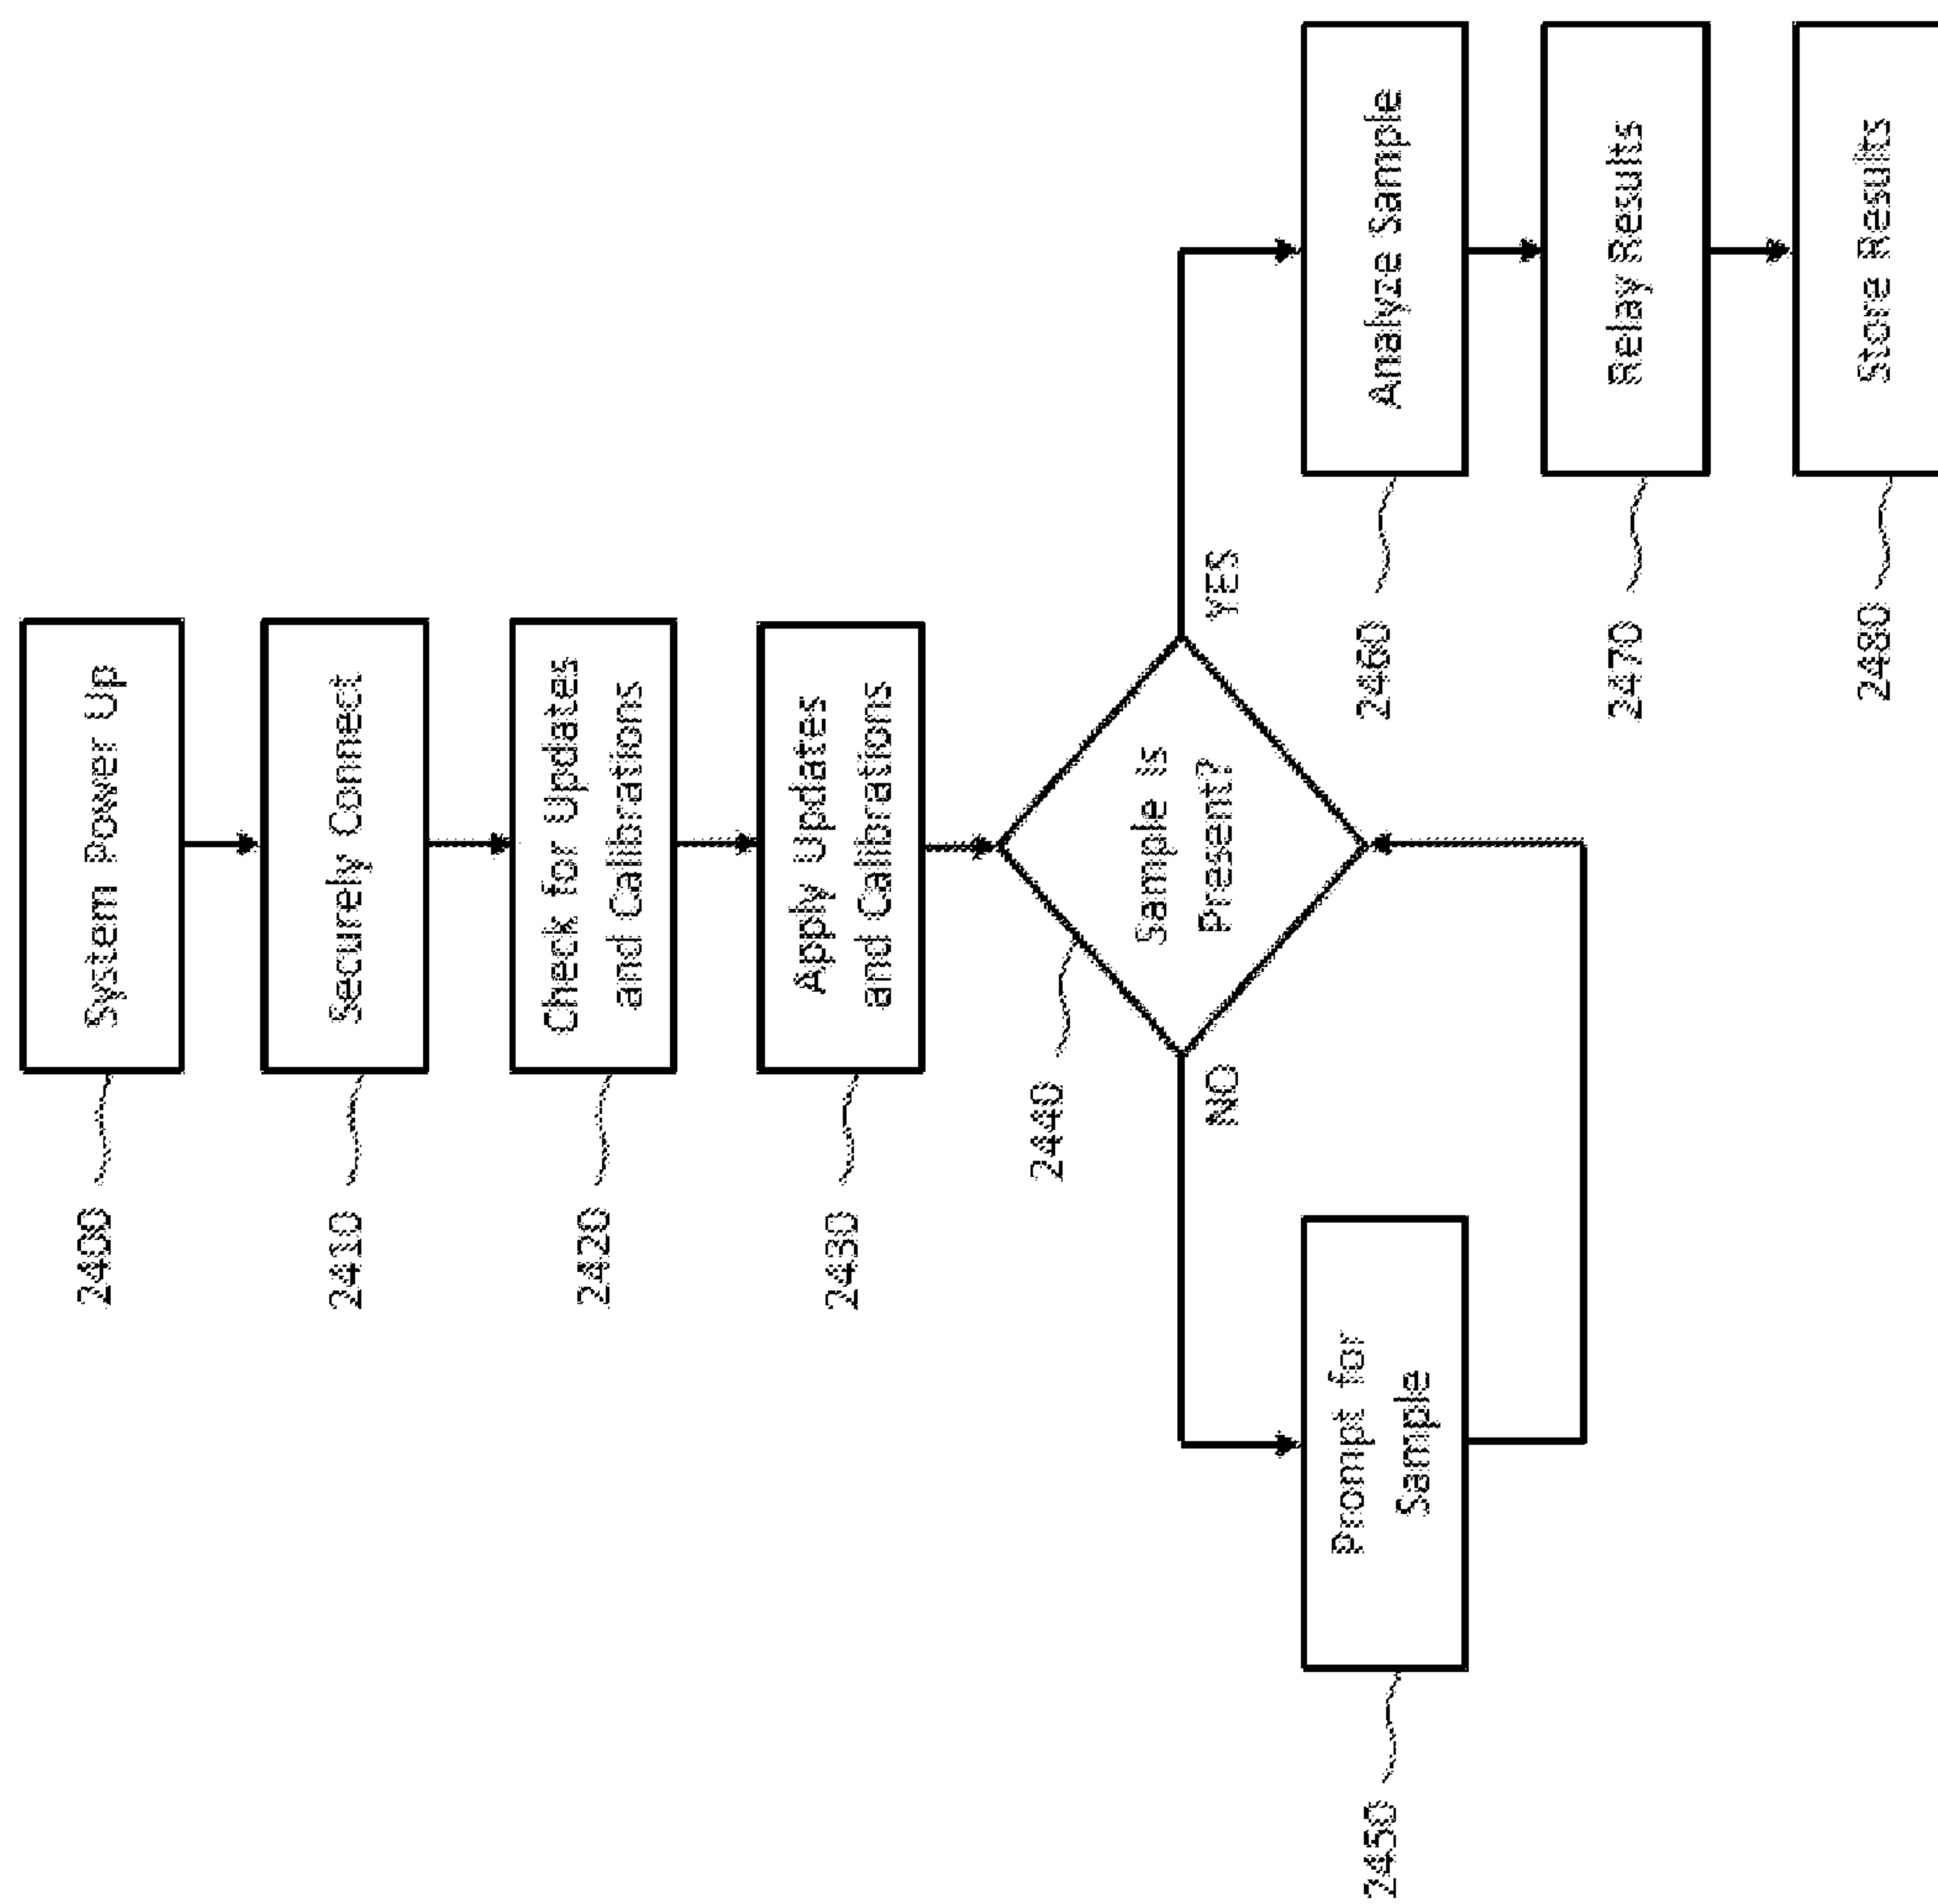 2400
System Power Up
2410
Securely Connect
2420
Check for Updates
and Calibrations
2430
Apply Updates
and Calibrations
2440
Sample is
Present?
NO
YES
2450
Prompt for
Sample
2460
Analyze Sample
2470
Relay Results
2480
Store Results